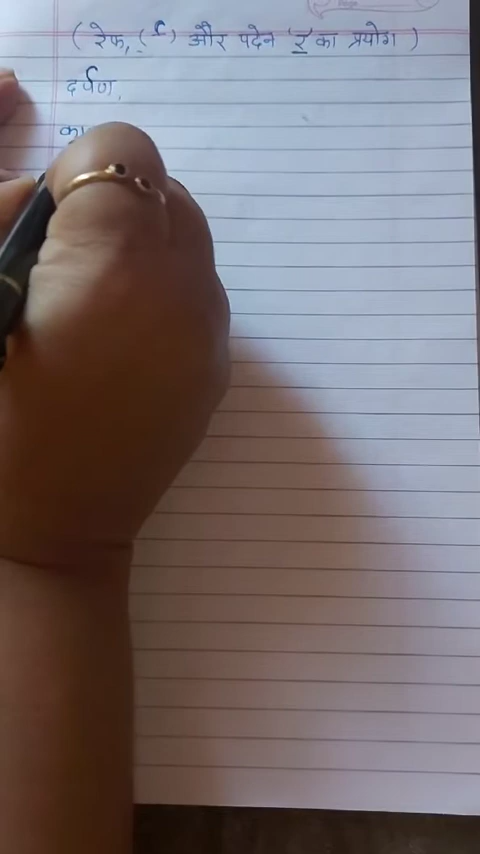 ( रेफ, (र्) और पदेन 'र' का प्रयोग )
दर्पण,
का